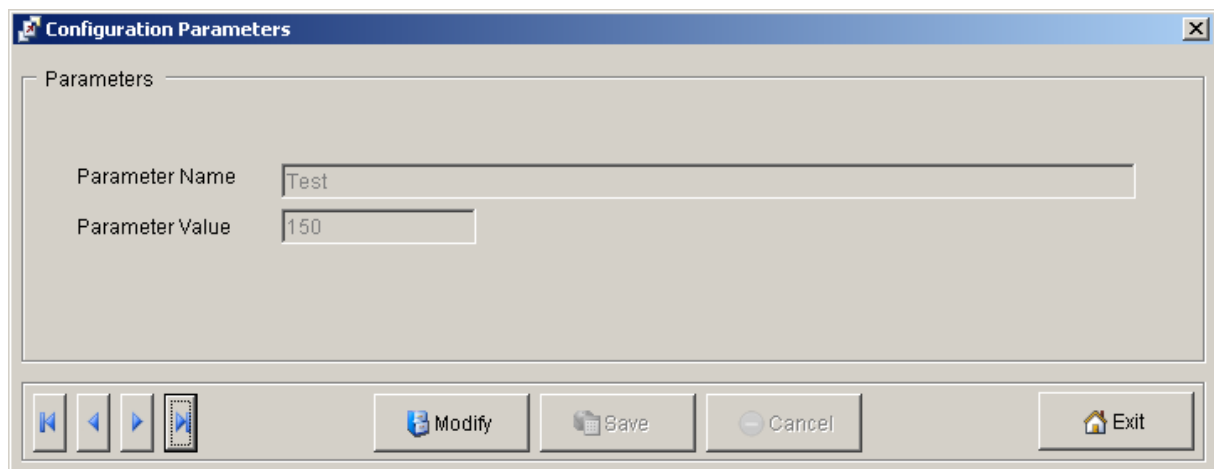 Configuration Parameters
Parameters
Parameter Name Test
Parameter Value 150
Modify Save Cancel Exit